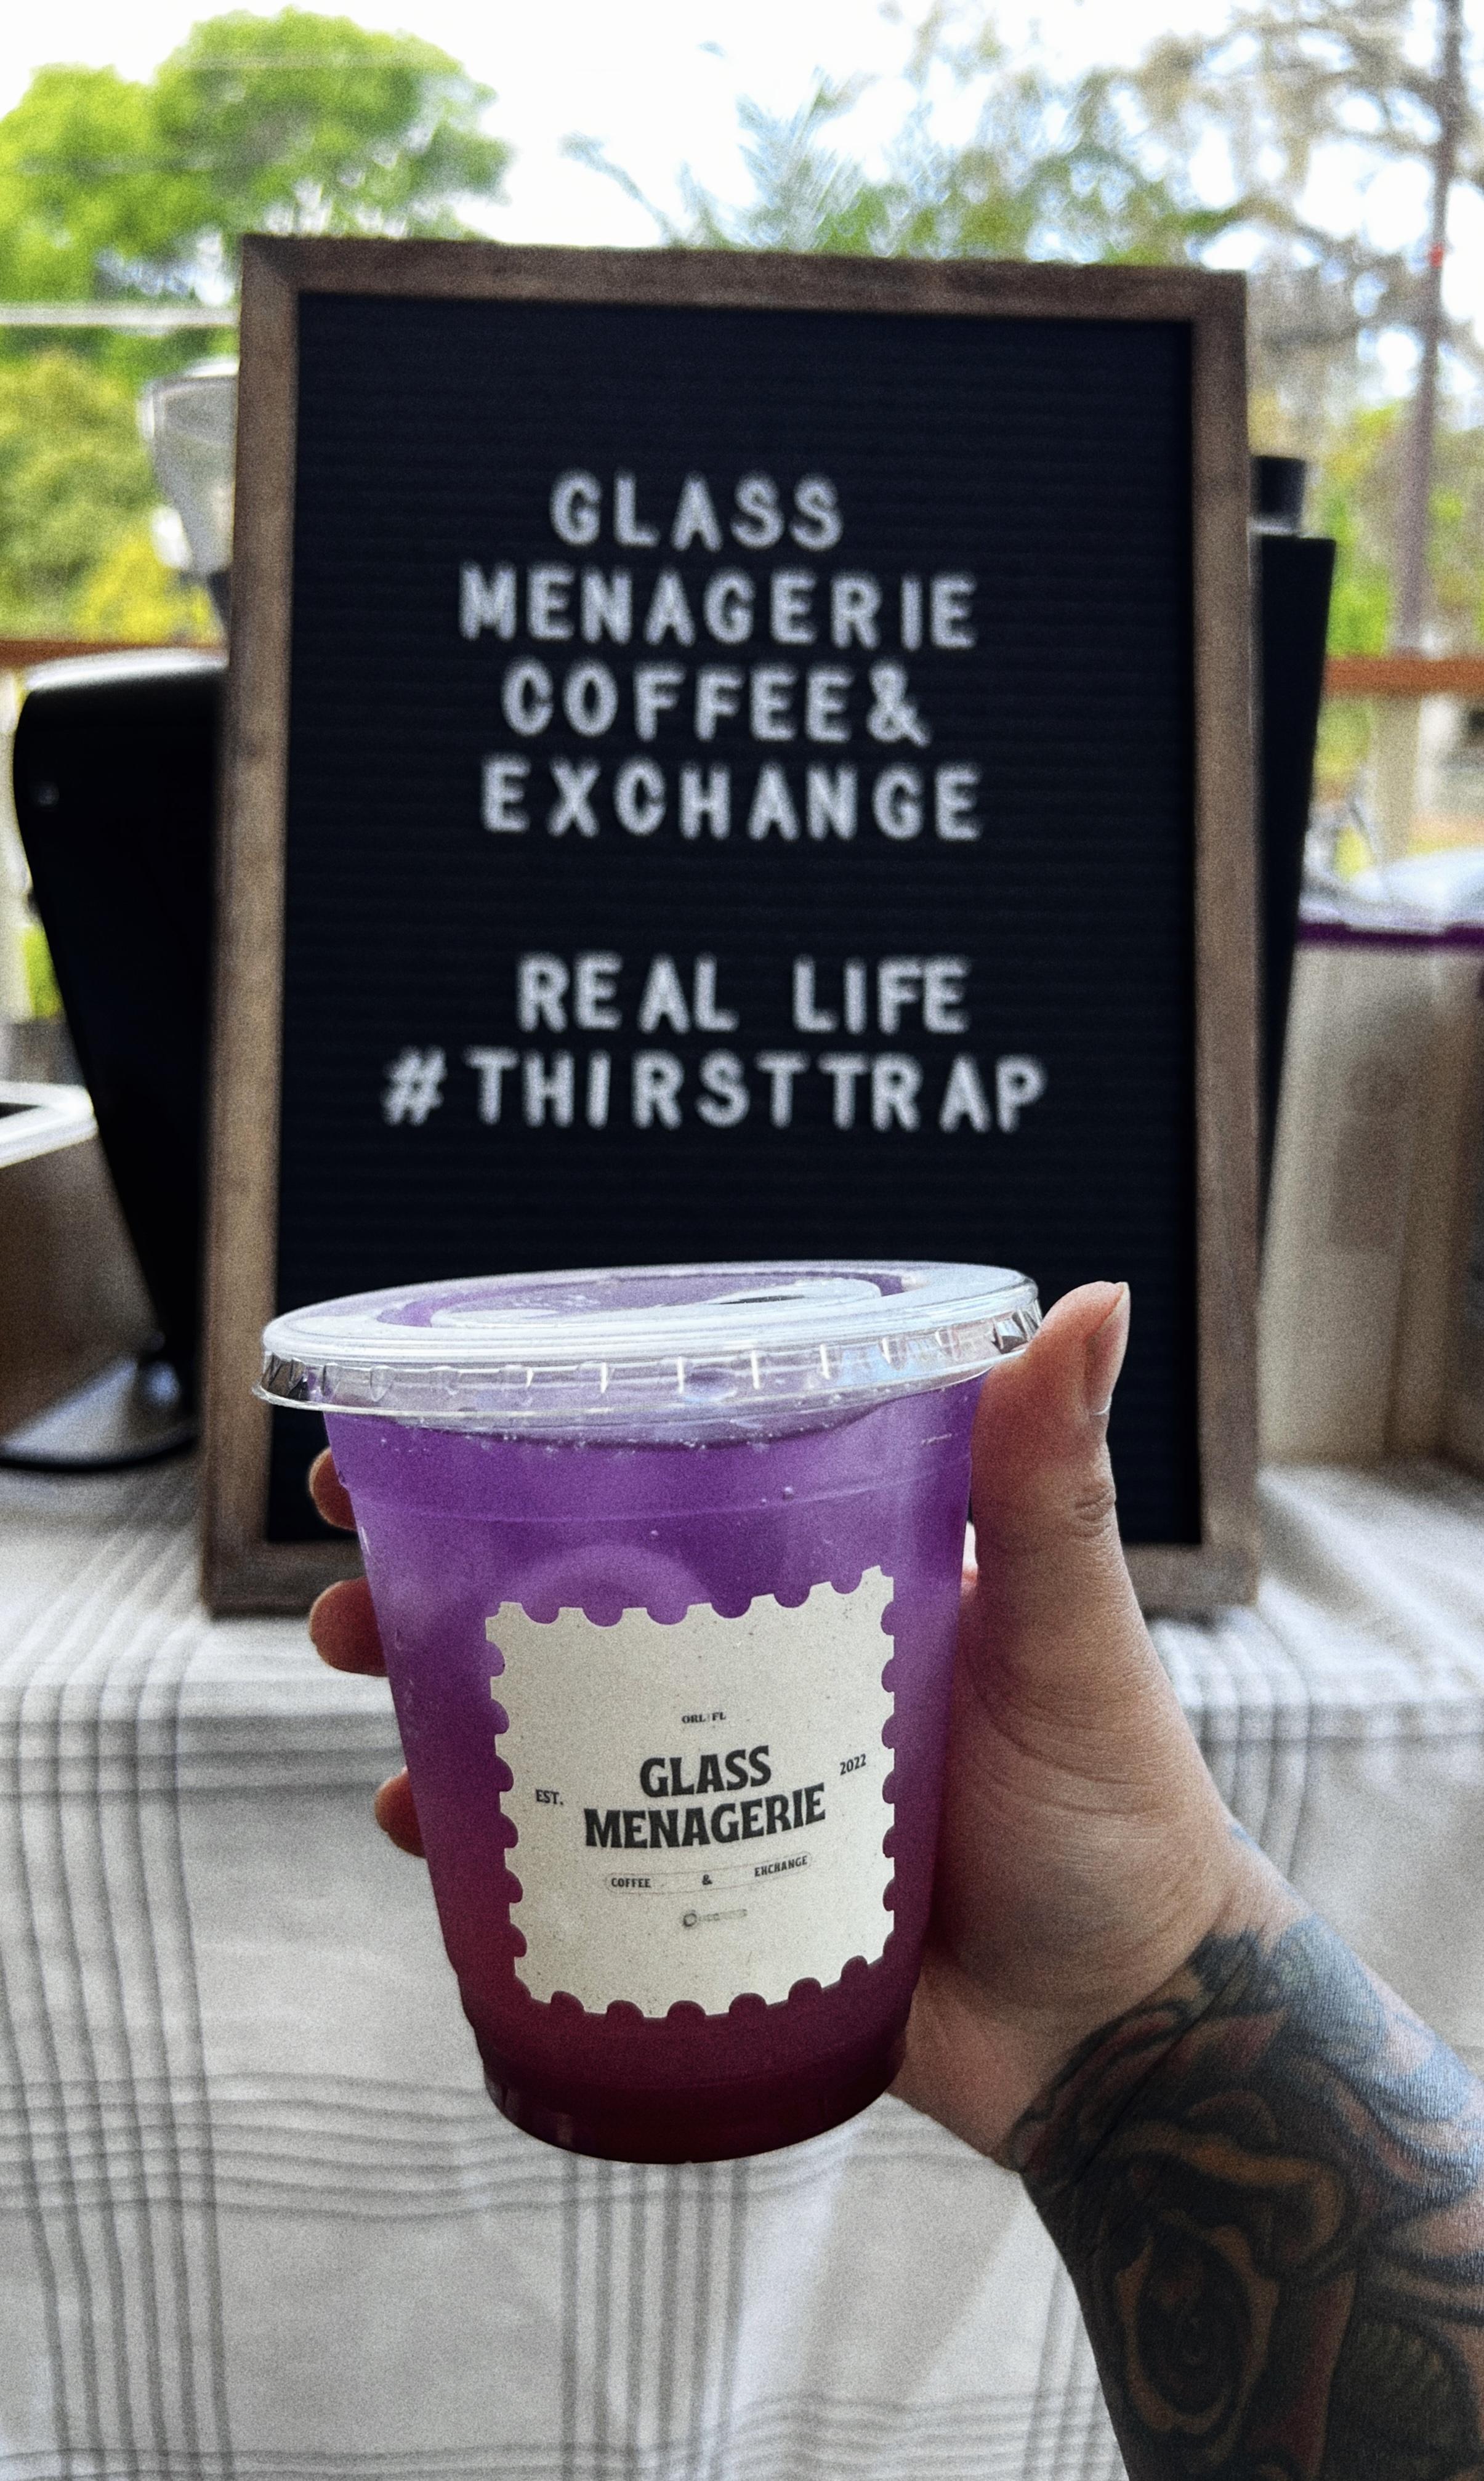 GLASS
MENAGERIE
COFFEE&
EXCHANGE
REAL LIFE
#THIRSTTRAP
ORL FL
GLASS
MENAGERIE
EST. 2022
COFFEE & EXCHANGE